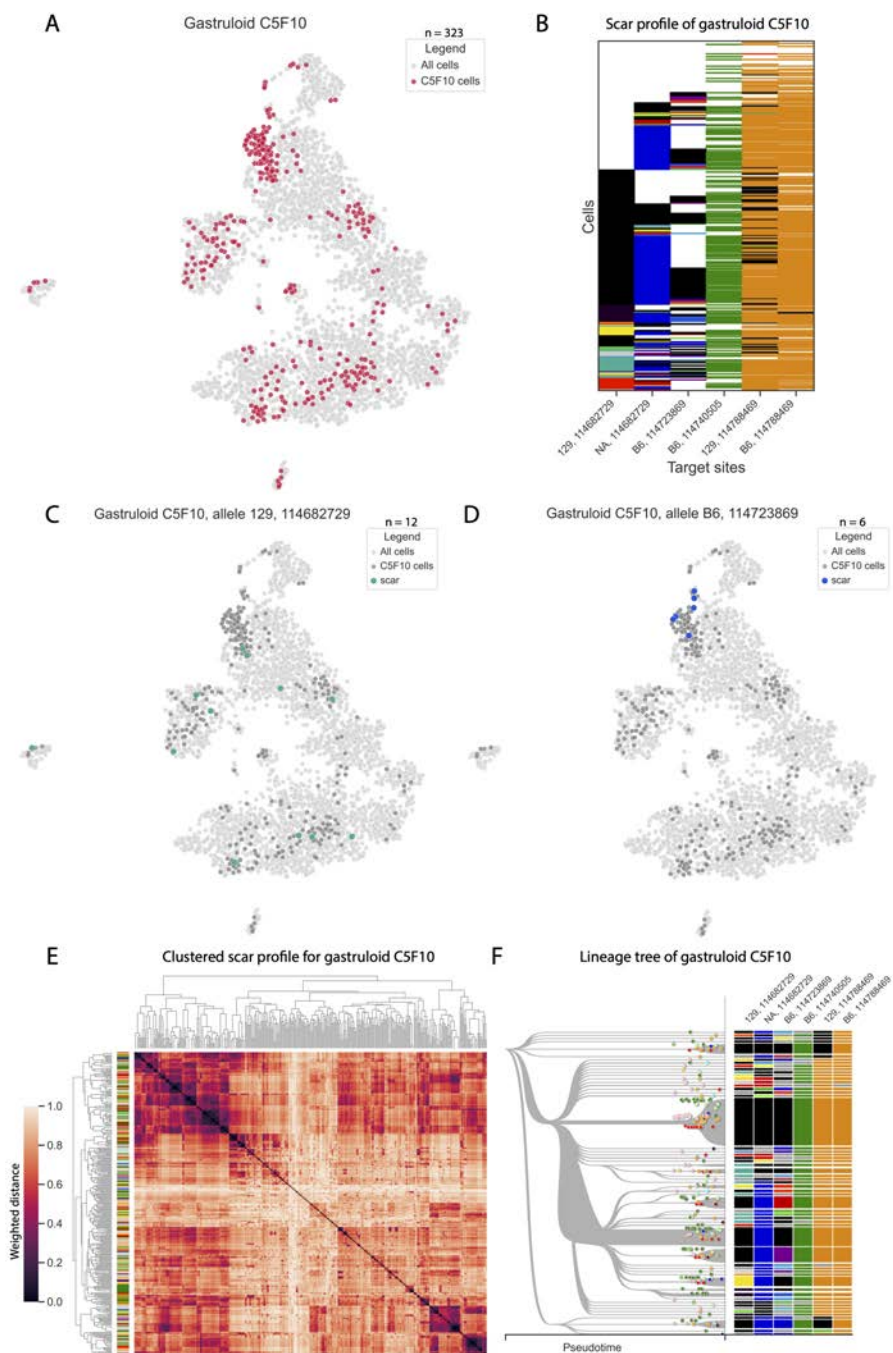 A
Gastruloid C5F10
n = 323
Legend
All cells
C5F10 cells
B
Scar profile of gastruloid C5F10
Cells
129, 114682729
NA, 114682729
B6, 114723869
B6, 114740505
129, 114788469
B6, 114788469
Target sites
C
Gastruloid C5F10, allele 129, 114682729
n = 12
Legend
All cells
C5F10 cells
scar
D
Gastruloid C5F10, allele B6, 114723869
n = 6
Legend
All cells
C5F10 cells
scar
E
Clustered scar profile for gastruloid C5F10
Weighted distance
1.0
0.8
0.6
0.4
0.2
0.0
F
Lineage tree of gastruloid C5F10
129, 114682729
NA, 114682729
B6, 114723869
B6, 114740505
129, 114788469
B6, 114788469
Pseudotime